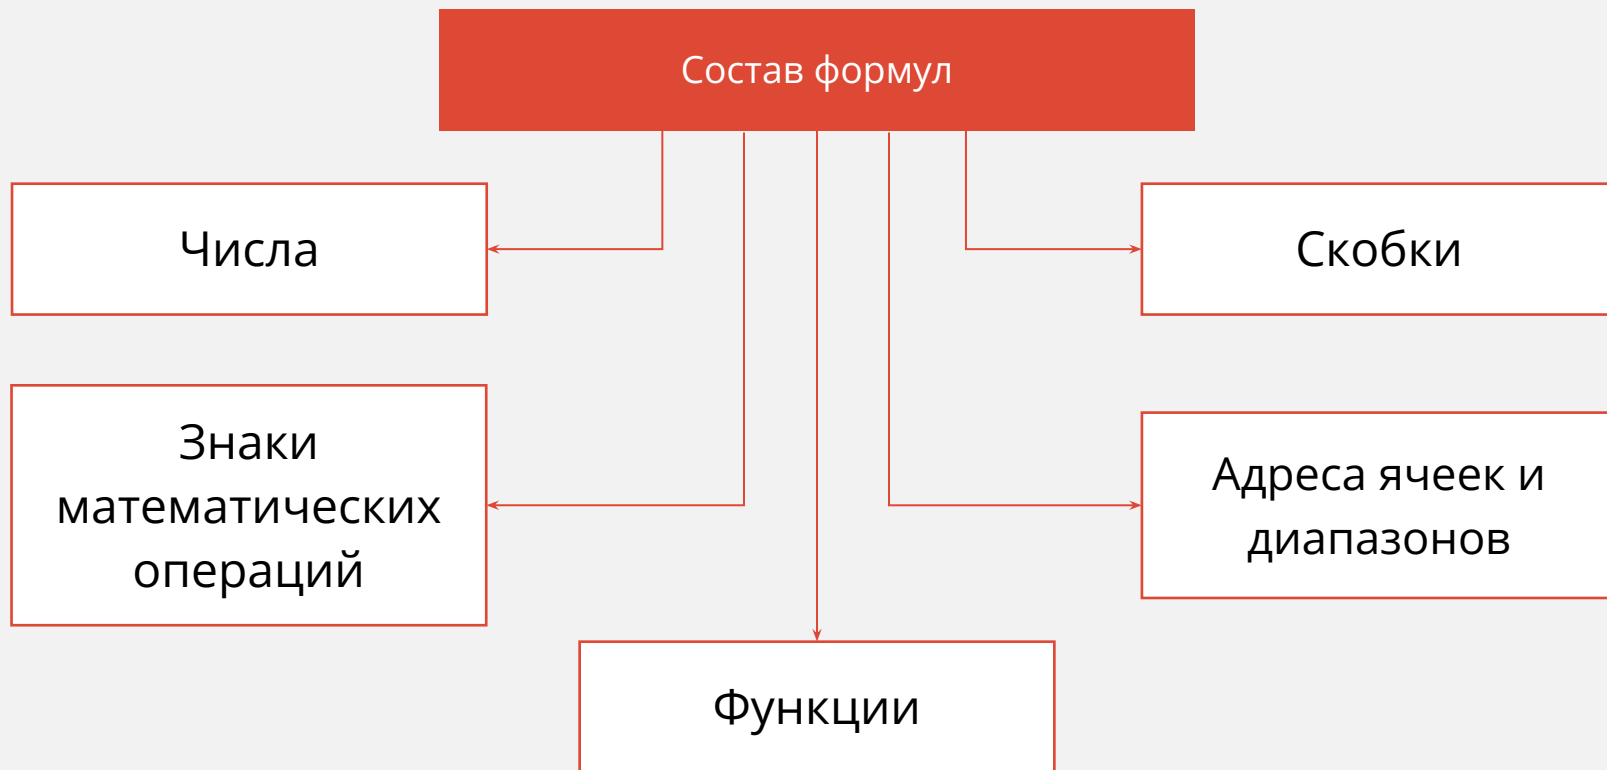 Состав формул
Числа
Скобки
Знаки
математических
операций
Адреса ячеек и
диапазонов
Функции